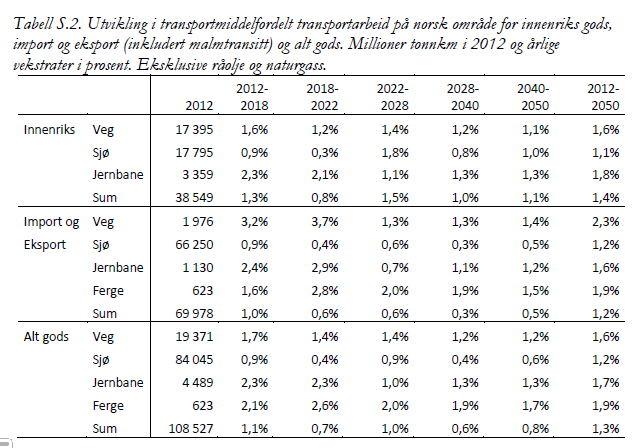 Tabell S.2. Utvikling i transportmiddelfordelt transportarbeid på norsk område for innenriks gods,
import og eksport (inkludert malmtransitt) og alt gods. Millioner tonnkm i 2012 og årlige
vekstrater i prosent. Eksklusive råolje og naturgass.
2012- 2018- 2022- 2028- 2040- 2012-
2012 2018 2022 2028 2040 2050 2050
Innenriks Veg 17 395 1,6% 1,2% 1,4% 1,2% 1,1% 1,6%
Sjø 17 795 0,9% 0,3% 1,8% 0,8% 1,0% 1,1%
Jernbane 3 359 2,3% 2,1% 1,1% 1,3% 1,3% 1,8%
Sum 38 549 1,3% 0,8% 1,5% 1,0% 1,1% 1,4%
Import og Veg 1 976 3,2% 3,7% 1,3% 1,3% 1,4% 2,3%
Eksport Sjø 66 250 0,9% 0,4% 0,6% 0,3% 0,5% 1,2%
Jernbane 1 130 2,4% 2,9% 0,7% 1,1% 1,2% 1,6%
Ferge 623 1,6% 2,8% 2,0% 1,9% 1,5% 1,9%
Sum 69 978 1,0% 0,6% 0,6% 0,3% 0,5% 1,2%
Alt gods Veg 19 371 1,7% 1,4% 1,4% 1,2% 1,2% 1,6%
Sjø 84 045 0,9% 0,4% 0,9% 0,4% 0,6% 1,2%
Jernbane 4 489 2,3% 2,3% 1,0% 1,3% 1,3% 1,7%
Ferge 623 2,1% 2,6% 2,0% 1,9% 1,7% 1,9%
Sum 108 527 1,1% 0,7% 1,0% 0,6% 0,8% 1,3%